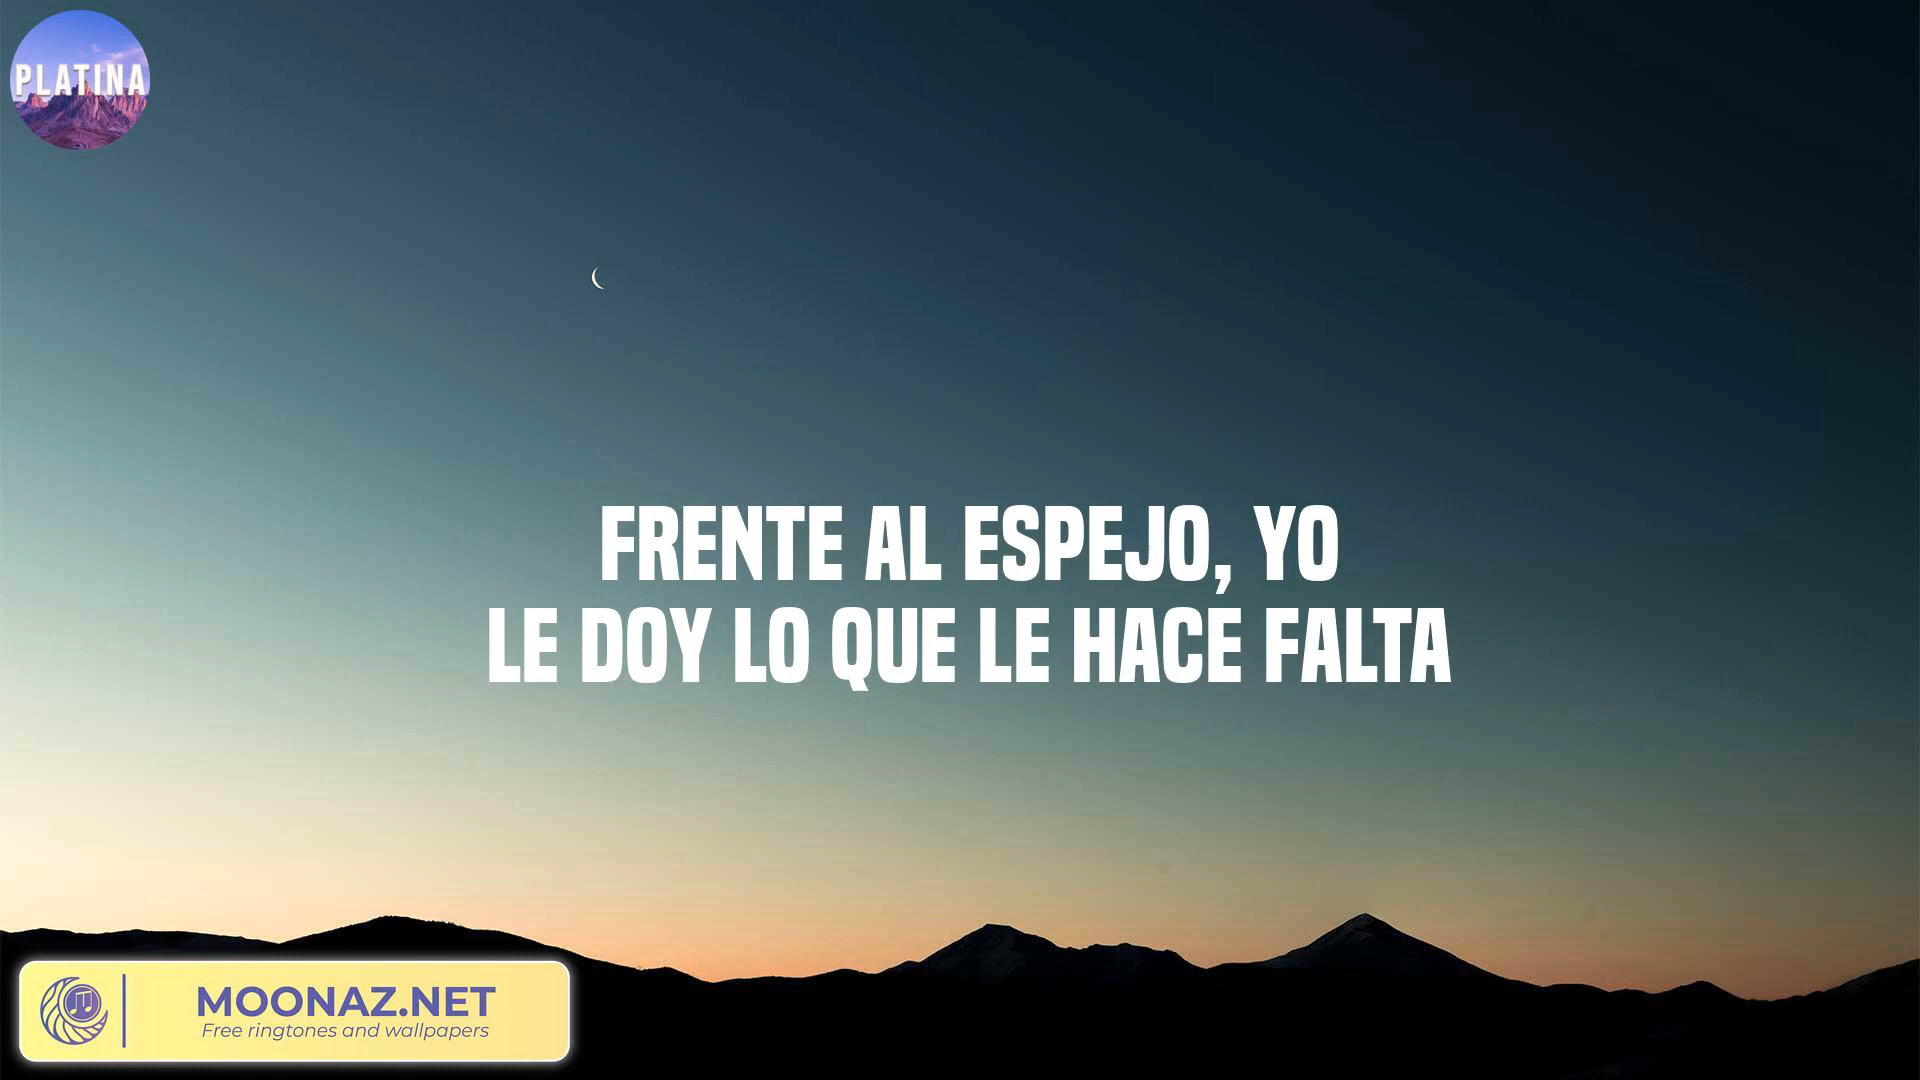 PLATINA
FRENTE AL ESPEJO, YO
LE DOY LO QUE LE HACE FALTA
MOONAZ.NET
Free ringtones and wallpapers